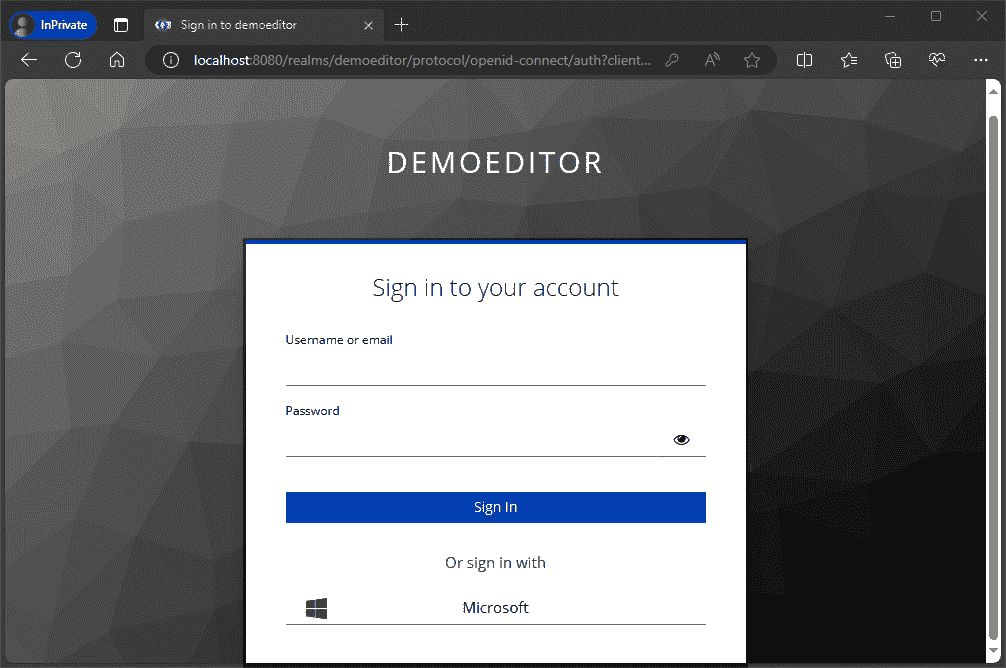 InPrivate
Sign in to demoeditor
localhost:8080/realms/demoeditor/protocol/openid-connect/auth?client...
DEMOEDITOR
Sign in to your account
Username or email
Password
Sign In
Or sign in with
Microsoft